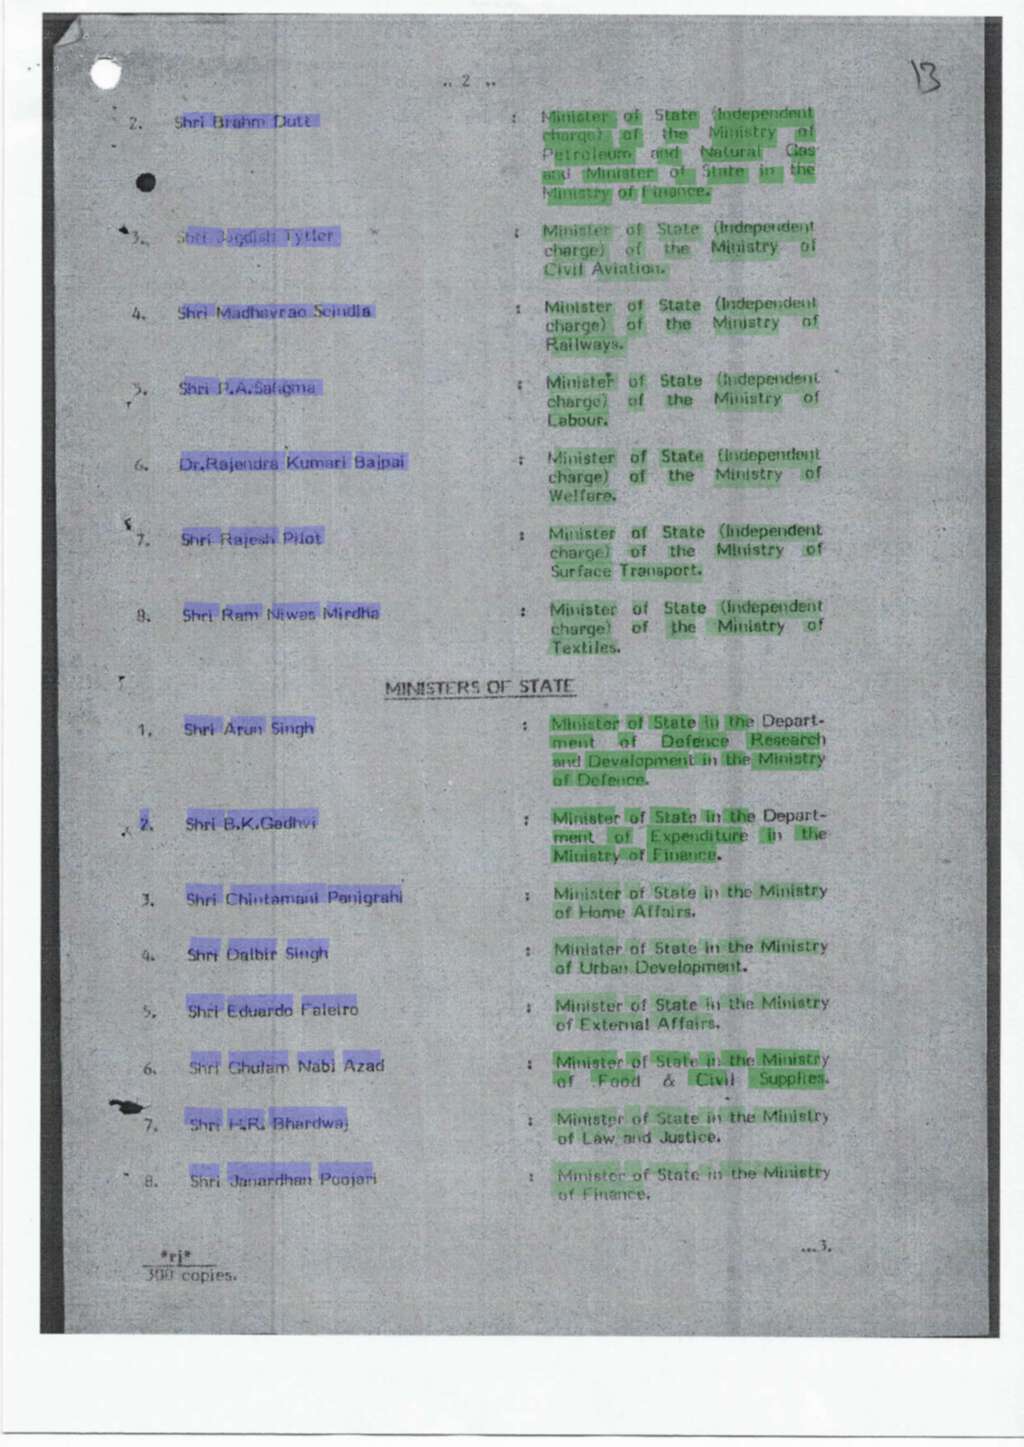 .. 2 ..
13
2. Shri Brahm Dutt : Minister of State (Independent
charge) of the Ministry of
Petroleum and Natural Gas
and Minister of State in the
Ministry of Finance.
3. Shri Jagdish Tytler : Minister of State (Independent
charge) of the Ministry of
Civil Aviation.
4. Shri Madhavrao Scindia : Minister of State (Independent
charge) of the Ministry of
Railways.
5. Shri P.A.Sangma : Minister of State (Independent
charge) of the Ministry of
Labour.
6. Dr.Rajendra Kumari Bajpai : Minister of State (Independent
charge) of the Ministry of
Welfare.
7. Shri Rajesh Pilot : Minister of State (Independent
charge) of the Ministry of
Surface Transport.
8. Shri Ram Niwas Mirdha : Minister of State (Independent
charge) of the Ministry of
Textiles.
MINISTERS OF STATE
1. Shri Arun Singh : Minister of State in the Depart-
ment of Defence Research
and Development in the Ministry
of Defence.
2. Shri B.K.Gadhvi : Minister of State in the Depart-
ment of Expenditure in the
Ministry of Finance.
3. Shri Chintamani Panigrahi : Minister of State in the Ministry
of Home Affairs.
4. Shri Dalbir Singh : Minister of State in the Ministry
of Urban Development.
5. Shri Eduardo Faleiro : Minister of State in the Ministry
of External Affairs.
6. Shri Ghulam Nabi Azad : Minister of State in the Ministry
of Food & Civil Supplies.
7. Shri H.R. Bhardwaj : Minister of State in the Ministry
of Law and Justice.
8. Shri Janardhan Poojari : Minister of State in the Ministry
of Finance.
...3.
*rj*
300 copies.